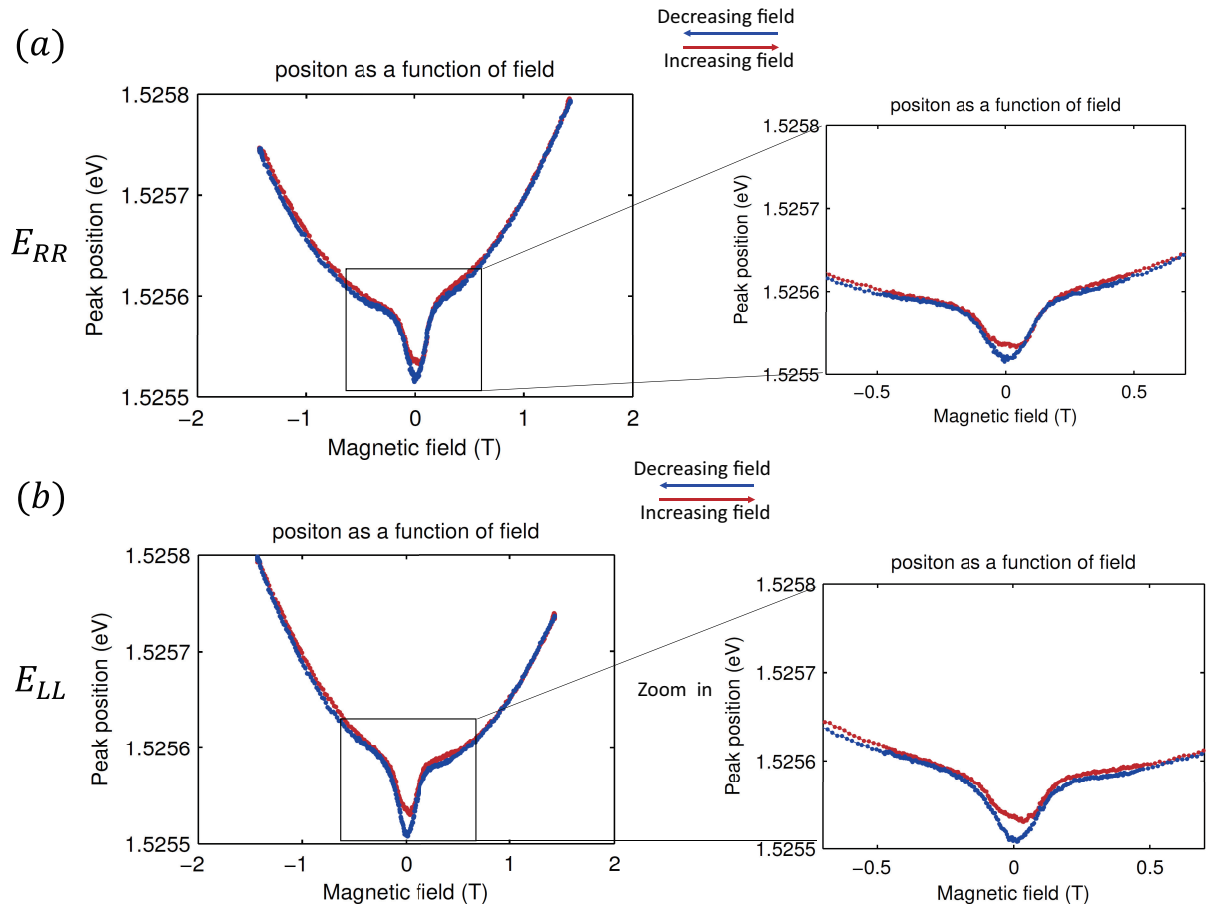 (a)
Decreasing field
Increasing field
positon as a function of field
1.5258
1.5257
1.5256
1.5255
−2
−1
0
1
2
Peak position (eV)
Magnetic field (T)
E_RR
positon as a function of field
1.5258
1.5257
1.5256
1.5255
−0.5
0
0.5
Peak position (eV)
Magnetic field (T)
(b)
Decreasing field
Increasing field
positon as a function of field
1.5258
1.5257
1.5256
1.5255
−2
−1
0
1
2
Peak position (eV)
Magnetic field (T)
E_LL
Zoom in
positon as a function of field
1.5258
1.5257
1.5256
1.5255
−0.5
0
0.5
Peak position (eV)
Magnetic field (T)